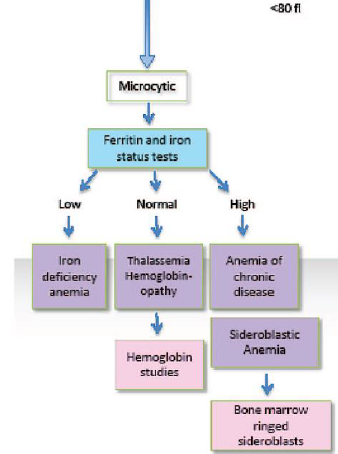 <80 fl
Microcytic
Ferritin and iron
status tests
Low
Normal
High
Iron
deficiency
anemia
Thalassemia
Hemoglobin-
opathy
Anemia of
chronic
disease
Hemoglobin
studies
Sideroblastic
Anemia
Bone marrow
ringed
sideroblasts